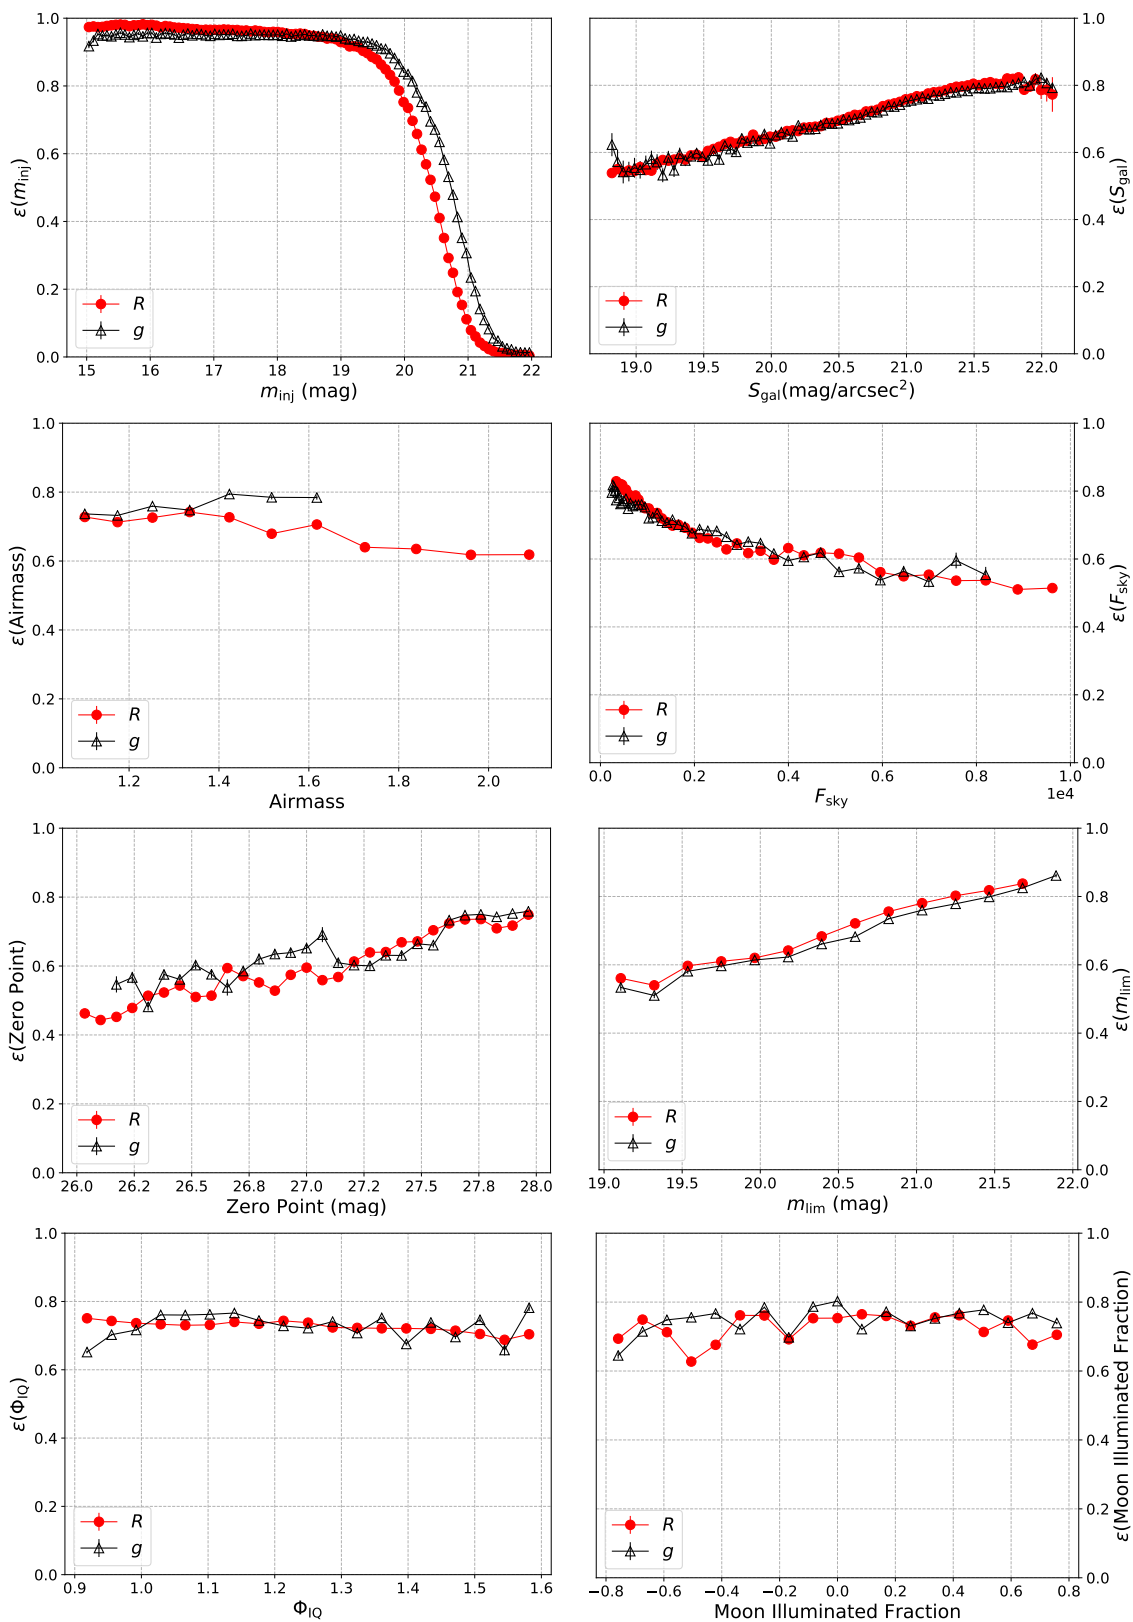 1.0
0.8
0.6
0.4
0.2
0.0
ε(m_inj)
R
g
15 16 17 18 19 20 21 22
m_inj (mag)
1.0
0.8
0.6
0.4
0.2
0.0
ε(S_gal)
R
g
19.0 19.5 20.0 20.5 21.0 21.5 22.0
S_gal(mag/arcsec²)
1.0
0.8
0.6
0.4
0.2
0.0
ε(Airmass)
R
g
1.2 1.4 1.6 1.8 2.0
Airmass
1.0
0.8
0.6
0.4
0.2
0.0
ε(F_sky)
R
g
0.0 0.2 0.4 0.6 0.8 1.0
1e4
F_sky
1.0
0.8
0.6
0.4
0.2
0.0
ε(Zero Point)
R
g
26.0 26.2 26.5 26.8 27.0 27.2 27.5 27.8 28.0
Zero Point (mag)
1.0
0.8
0.6
0.4
0.2
0.0
ε(m_lim)
R
g
19.0 19.5 20.0 20.5 21.0 21.5 22.0
m_lim (mag)
1.0
0.8
0.6
0.4
0.2
0.0
ε(Φ_IQ)
R
g
0.9 1.0 1.1 1.2 1.3 1.4 1.5 1.6
Φ_IQ
1.0
0.8
0.6
0.4
0.2
0.0
ε(Moon Illuminated Fraction)
R
g
−0.8 −0.6 −0.4 −0.2 0.0 0.2 0.4 0.6 0.8
Moon Illuminated Fraction